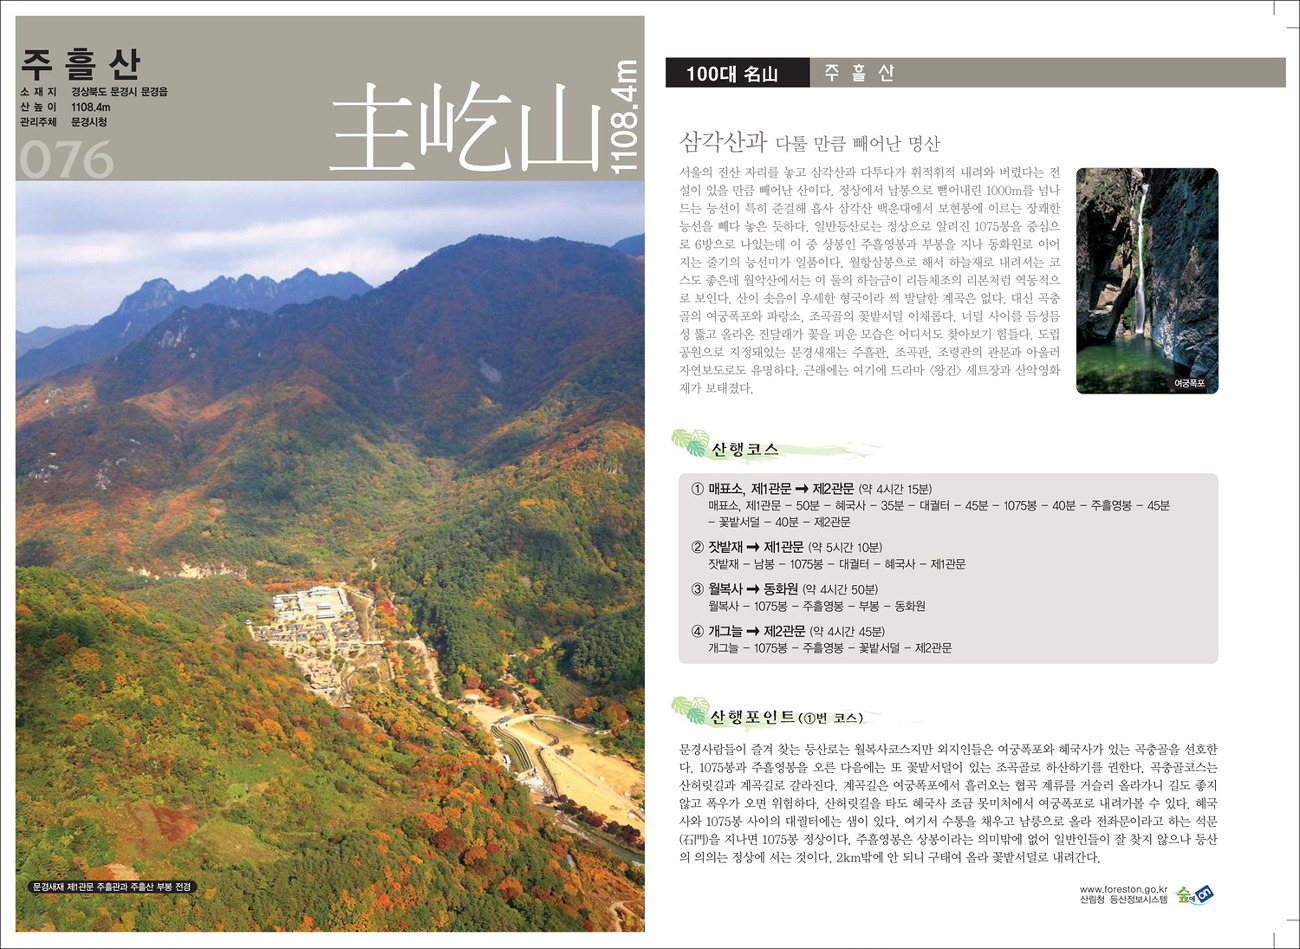 주흘산
소재지 경상북도 문경시 문경읍
산높이 1108.4m
관리주체 문경시청
076
主屹山
1108.4m
문경새재 제1관문 주흘관과 주흘산 부봉 전경
100대 名山 주흘산
삼각산과 다툴 만큼 빼어난 명산
서울의 진산 자리를 놓고 삼각산과 다투다가 휘적휘적 내려와 버렸다는 전
설이 있을 만큼 빼어난 산이다. 정상에서 남봉으로 뻗어내린 1000m를 넘나
드는 능선이 특히 준걸해 흡사 삼각산 백운대에서 보현봉에 이르는 장쾌한
능선을 빼다 놓은 듯하다. 일반등산로는 정상으로 알려진 1075봉을 중심으
로 6방으로 나있는데 이 중 상봉인 주흘영봉과 부봉을 지나 동화원로 이어
지는 줄기의 능선미가 일품이다. 월항삼봉으로 해서 하늘재로 내려서는 코
스도 좋은데 월악산에서는 이 둘의 하늘금이 리듬체조의 리본처럼 역동적으
로 보인다. 산이 솟음이 우세한 형국이라 썩 발달한 계곡은 없다. 대신 곡충
골의 여궁폭포와 파랑소, 조곡골의 꽃밭서덜 이채롭다. 너덜 사이를 듬성듬
성 뚫고 올라온 진달래가 꽃을 피운 모습은 어디서도 찾아보기 힘들다. 도립
공원으로 지정돼있는 문경새재는 주흘관, 조곡관, 조령관의 관문과 아울러
자연보도로도 유명하다. 근래에는 여기에 드라마 〈왕건〉 세트장과 산악영화
제가 보태졌다.
여궁폭포
산행코스
① 매표소, 제1관문 ➞ 제2관문 (약 4시간 15분)
매표소, 제1관문 – 50분 – 혜국사 – 35분 – 대궐터 – 45분 – 1075봉 – 40분 – 주흘영봉 – 45분
– 꽃밭서덜 – 40분 – 제2관문
② 잣밭재 ➞ 제1관문 (약 5시간 10분)
잣밭재 – 남봉 – 1075봉 – 대궐터 – 혜국사 – 제1관문
③ 월복사 ➞ 동화원 (약 4시간 50분)
월복사 – 1075봉 – 주흘영봉 – 부봉 – 동화원
④ 개그늘 ➞ 제2관문 (약 4시간 45분)
개그늘 – 1075봉 – 주흘영봉 – 꽃밭서덜 – 제2관문
산행포인트(①번 코스)
문경사람들이 즐겨 찾는 등산로는 월복사코스지만 외지인들은 여궁폭포와 혜국사가 있는 곡충골을 선호한
다. 1075봉과 주흘영봉을 오른 다음에는 또 꽃밭서덜이 있는 조곡골로 하산하기를 권한다. 곡충골코스는
산허릿길과 계곡길로 갈라진다. 계곡길은 여궁폭포에서 흘러오는 협곡 계류를 거슬러 올라가니 길도 좋지
않고 폭우가 오면 위험하다. 산허릿길을 타도 혜국사 조금 못미처에서 여궁폭포로 내려가볼 수 있다. 혜국
사와 1075봉 사이의 대궐터에는 샘이 있다. 여기서 수통을 채우고 남릉으로 올라 전좌문이라고 하는 석문
(石門)을 지나면 1075봉 정상이다. 주흘영봉은 상봉이라는 의미밖에 없어 일반인들이 잘 찾지 않으나 등산
의 의의는 정상에 서는 것이다. 2km밖에 안 되니 구태여 올라 꽃밭서덜로 내려간다.
www.foreston.go.kr
산림청 등산정보시스템
숲에on